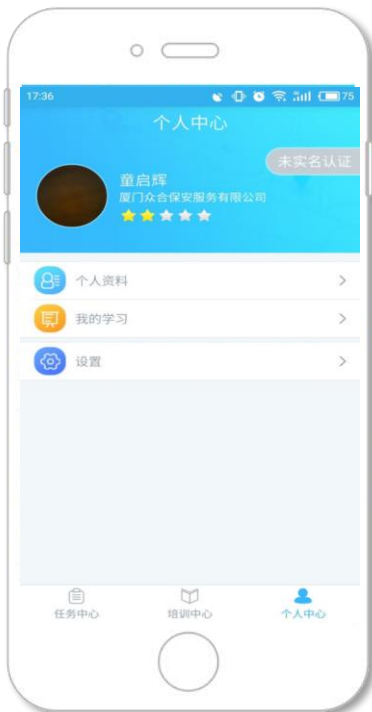 17:36
75
个人中心
未实名认证
童启辉
厦门众合保安服务有限公司
个人资料
我的学习
设置
任务中心
培训中心
个人中心